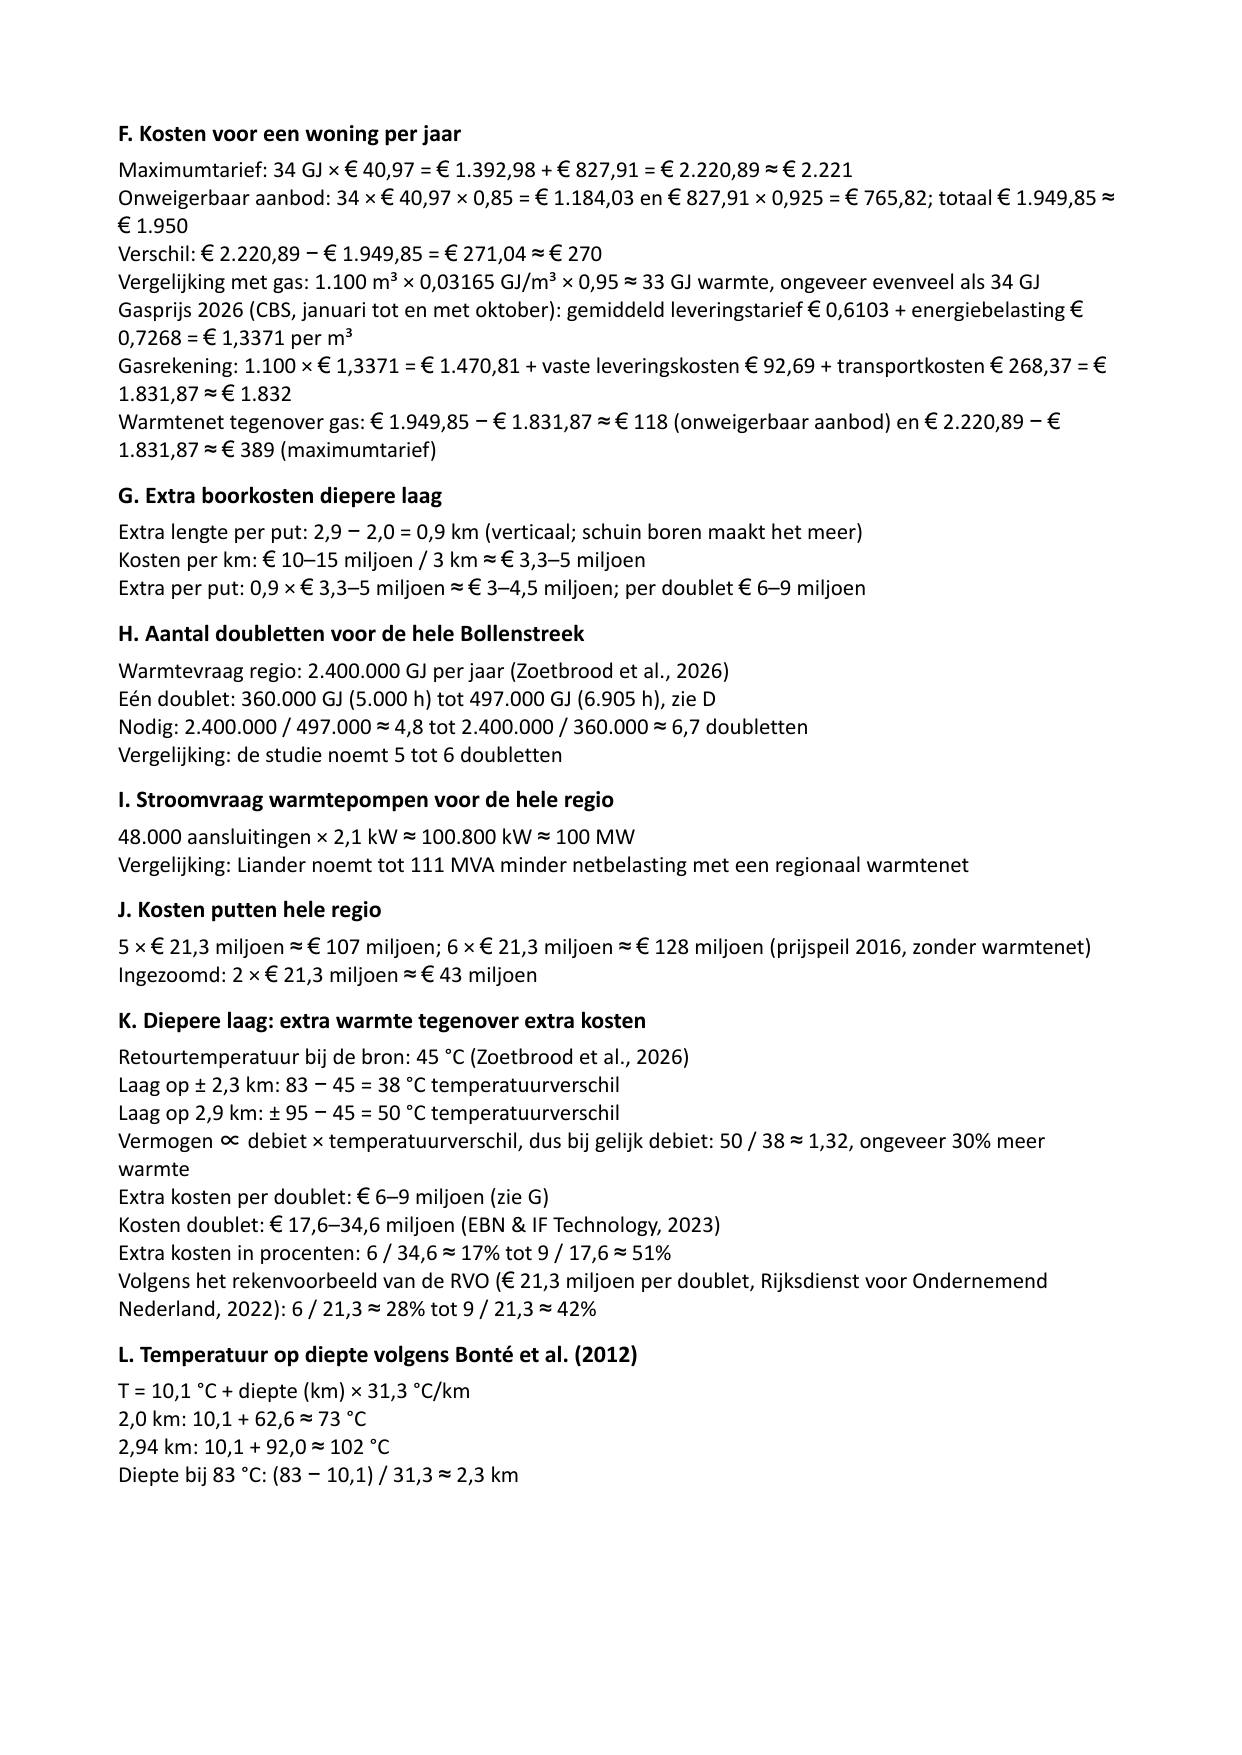 F. Kosten voor een woning per jaar
Maximumtarief: 34 GJ × € 40,97 = € 1.392,98 + € 827,91 = € 2.220,89 ≈ € 2.221
Onweigerbaar aanbod: 34 × € 40,97 × 0,85 = € 1.184,03 en € 827,91 × 0,925 = € 765,82; totaal € 1.949,85 ≈
€ 1.950
Verschil: € 2.220,89 − € 1.949,85 = € 271,04 ≈ € 270
Vergelijking met gas: 1.100 m³ × 0,03165 GJ/m³ × 0,95 ≈ 33 GJ warmte, ongeveer evenveel als 34 GJ
Gasprijs 2026 (CBS, januari tot en met oktober): gemiddeld leveringstarief € 0,6103 + energiebelasting €
0,7268 = € 1,3371 per m³
Gasrekening: 1.100 × € 1,3371 = € 1.470,81 + vaste leveringskosten € 92,69 + transportkosten € 268,37 = €
1.831,87 ≈ € 1.832
Warmtenet tegenover gas: € 1.949,85 − € 1.831,87 ≈ € 118 (onweigerbaar aanbod) en € 2.220,89 − €
1.831,87 ≈ € 389 (maximumtarief)
G. Extra boorkosten diepere laag
Extra lengte per put: 2,9 − 2,0 = 0,9 km (verticaal; schuin boren maakt het meer)
Kosten per km: € 10–15 miljoen / 3 km ≈ € 3,3–5 miljoen
Extra per put: 0,9 × € 3,3–5 miljoen ≈ € 3–4,5 miljoen; per doublet € 6–9 miljoen
H. Aantal doubletten voor de hele Bollenstreek
Warmtevraag regio: 2.400.000 GJ per jaar (Zoetbrood et al., 2026)
Eén doublet: 360.000 GJ (5.000 h) tot 497.000 GJ (6.905 h), zie D
Nodig: 2.400.000 / 497.000 ≈ 4,8 tot 2.400.000 / 360.000 ≈ 6,7 doubletten
Vergelijking: de studie noemt 5 tot 6 doubletten
I. Stroomvraag warmtepompen voor de hele regio
48.000 aansluitingen × 2,1 kW ≈ 100.800 kW ≈ 100 MW
Vergelijking: Liander noemt tot 111 MVA minder netbelasting met een regionaal warmtenet
J. Kosten putten hele regio
5 × € 21,3 miljoen ≈ € 107 miljoen; 6 × € 21,3 miljoen ≈ € 128 miljoen (prijspeil 2016, zonder warmtenet)
Ingezoomd: 2 × € 21,3 miljoen ≈ € 43 miljoen
K. Diepere laag: extra warmte tegenover extra kosten
Retourtemperatuur bij de bron: 45 °C (Zoetbrood et al., 2026)
Laag op ± 2,3 km: 83 − 45 = 38 °C temperatuurverschil
Laag op 2,9 km: ± 95 − 45 = 50 °C temperatuurverschil
Vermogen ∝ debiet × temperatuurverschil, dus bij gelijk debiet: 50 / 38 ≈ 1,32, ongeveer 30% meer
warmte
Extra kosten per doublet: € 6–9 miljoen (zie G)
Kosten doublet: € 17,6–34,6 miljoen (EBN & IF Technology, 2023)
Extra kosten in procenten: 6 / 34,6 ≈ 17% tot 9 / 17,6 ≈ 51%
Volgens het rekenvoorbeeld van de RVO (€ 21,3 miljoen per doublet, Rijksdienst voor Ondernemend
Nederland, 2022): 6 / 21,3 ≈ 28% tot 9 / 21,3 ≈ 42%
L. Temperatuur op diepte volgens Bonté et al. (2012)
T = 10,1 °C + diepte (km) × 31,3 °C/km
2,0 km: 10,1 + 62,6 ≈ 73 °C
2,94 km: 10,1 + 92,0 ≈ 102 °C
Diepte bij 83 °C: (83 − 10,1) / 31,3 ≈ 2,3 km